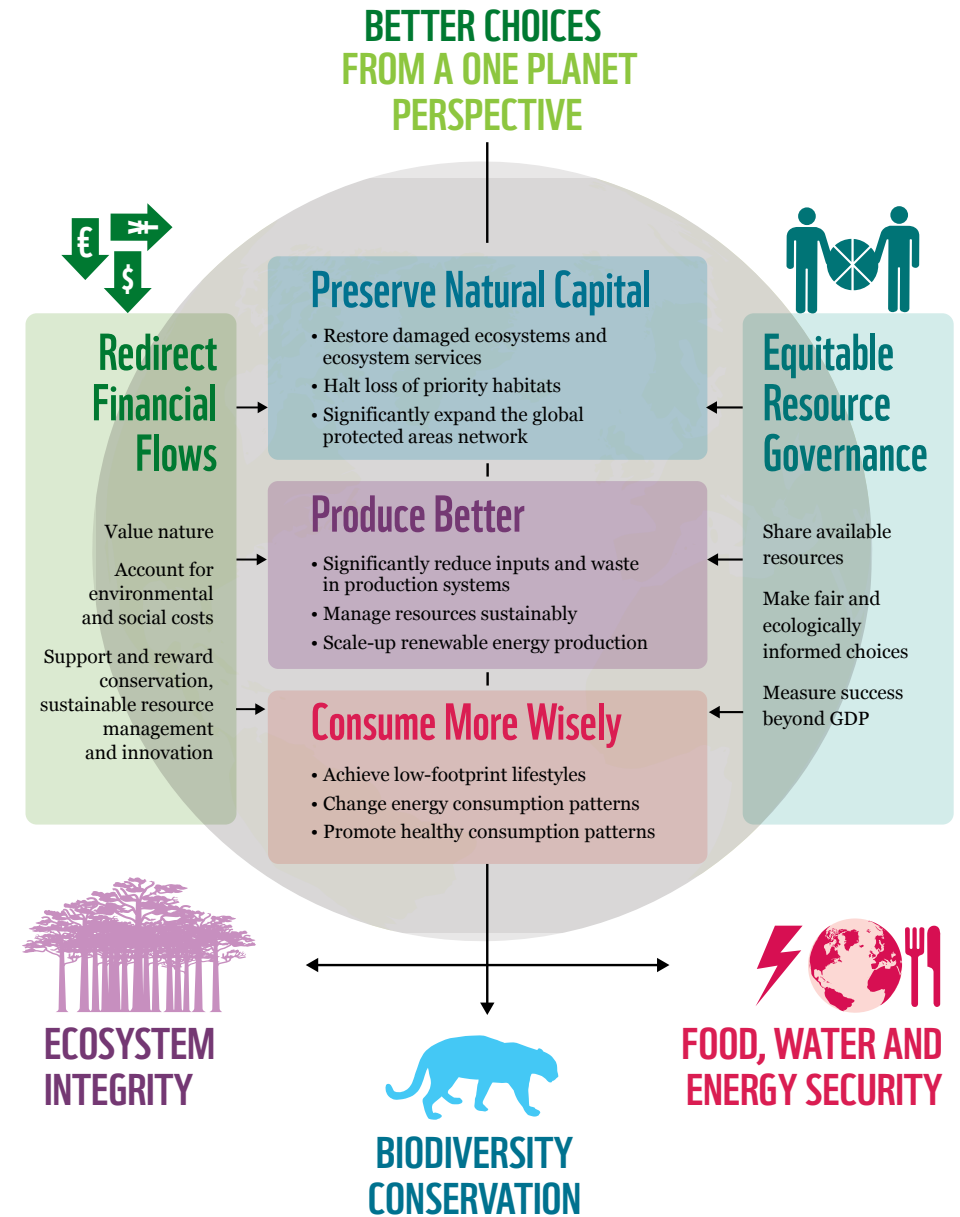 BETTER CHOICES
FROM A ONE PLANET
PERSPECTIVE
€
¥
$
Redirect
Financial
Flows
Value nature
Account for
environmental
and social costs
Support and reward
conservation,
sustainable resource
management
and innovation
Preserve Natural Capital
• Restore damaged ecosystems and
ecosystem services
• Halt loss of priority habitats
• Significantly expand the global
protected areas network
Produce Better
• Significantly reduce inputs and waste
in production systems
• Manage resources sustainably
• Scale-up renewable energy production
Consume More Wisely
• Achieve low-footprint lifestyles
• Change energy consumption patterns
• Promote healthy consumption patterns
Equitable
Resource
Governance
Share available
resources
Make fair and
ecologically
informed choices
Measure success
beyond GDP
ECOSYSTEM
INTEGRITY
BIODIVERSITY
CONSERVATION
FOOD, WATER AND
ENERGY SECURITY